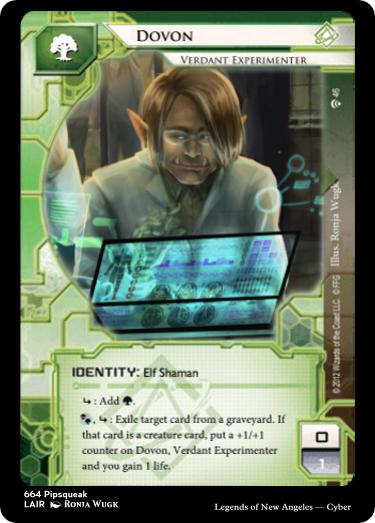 DOVON
VERDANT EXPERIMENTER
46
Illus. Ronja Wugk
© 2012 Wizards of the Coast LLC. © FFG
IDENTITY: Elf Shaman
: Add .
, : Exile target card from a graveyard. If
that card is a creature card, put a +1/+1
counter on Dovon, Verdant Experimenter
and you gain 1 life.
0
1
664 Pipsqueak
LAIR RONJA WUGK
Legends of New Angeles — Cyber